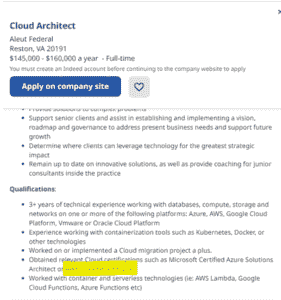 Cloud Architect
Aleut Federal
Reston, VA 20191
$145,000 - $160,000 a year - Full-time
You must create an Indeed account before continuing to the company website to apply
Apply on company site
• Provide solutions to complex problems
• Support senior clients and assist in establishing and implementing a vision,
roadmap and governance to address present business needs and support future
growth
• Determine where clients can leverage technology for the greatest strategic
impact
• Remain up to date on innovative solutions, as well as provide coaching for junior
consultants inside the practice
Qualifications:
• 3+ years of technical experience working with databases, compute, storage and
networks on one or more of the following platforms: Azure, AWS, Google Cloud
Platform, Vmware or Oracle Cloud Platform
• Experience working with containerization tools such as Kubernetes, Docker, or
other technologies
• Worked on or implemented a Cloud migration project a plus.
• Obtained relevant Cloud certifications such as Microsoft Certified Azure Solutions
Architect or
• Worked with container and serverless technologies (ie: AWS Lambda, Google
Cloud Functions, Azure Functions etc)